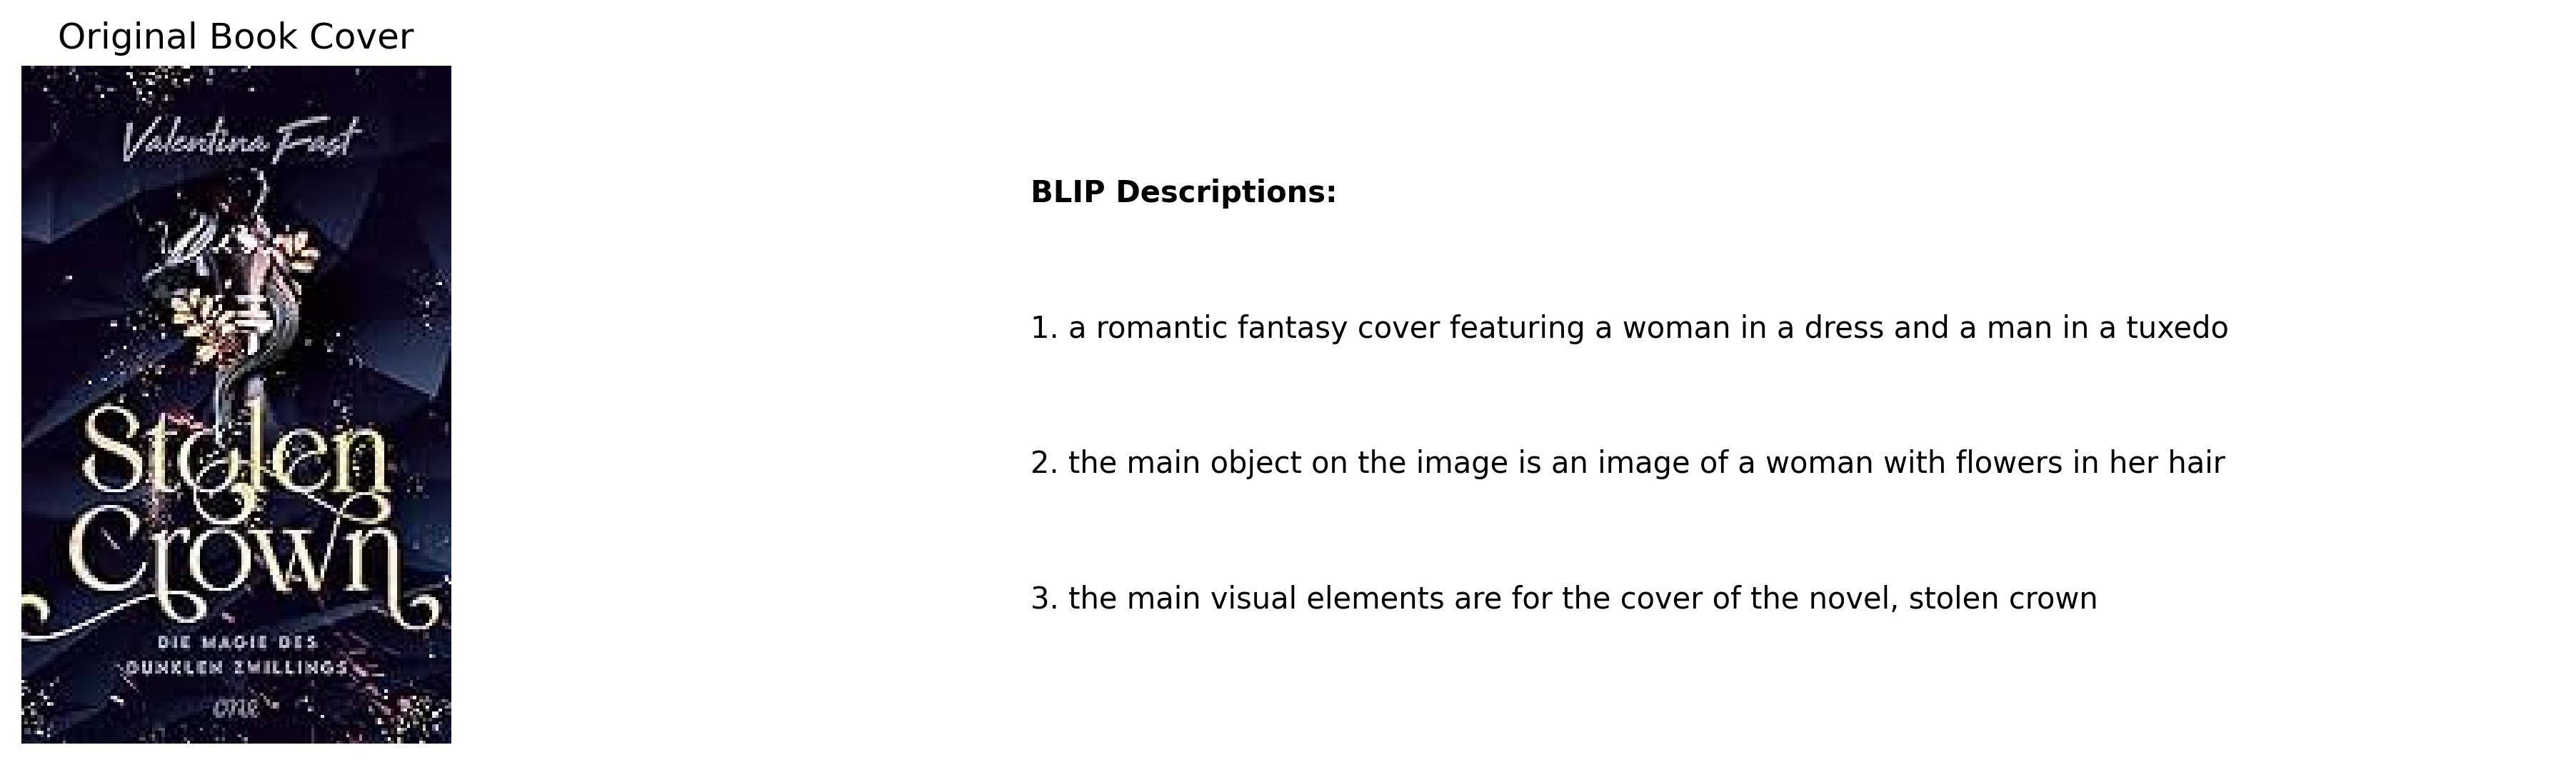 Original Book Cover
Valentina Fast
Stolen
Crown
DIE MAGIE DES
DUNKLEN ZWILLINGS
one
BLIP Descriptions:
1. a romantic fantasy cover featuring a woman in a dress and a man in a tuxedo
2. the main object on the image is an image of a woman with flowers in her hair
3. the main visual elements are for the cover of the novel, stolen crown